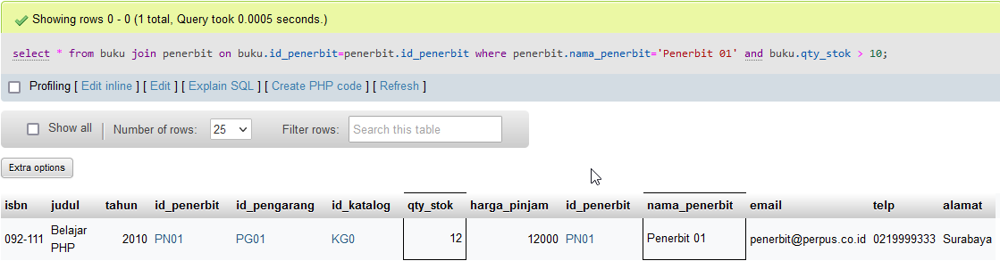 Showing rows 0 - 0 (1 total, Query took 0.0005 seconds.)
select * from buku join penerbit on buku.id_penerbit=penerbit.id_penerbit where penerbit.nama_penerbit='Penerbit 01' and buku.qty_stok > 10;
Profiling [ Edit inline ] [ Edit ] [ Explain SQL ] [ Create PHP code ] [ Refresh ]
Show all Number of rows: 25 Filter rows: Search this table
Extra options
isbn judul tahun id_penerbit id_pengarang id_katalog qty_stok harga_pinjam id_penerbit nama_penerbit email telp alamat
092-111 Belajar PHP 2010 PN01 PG01 KG0 12 12000 PN01 Penerbit 01 penerbit@perpus.co.id 0219999333 Surabaya